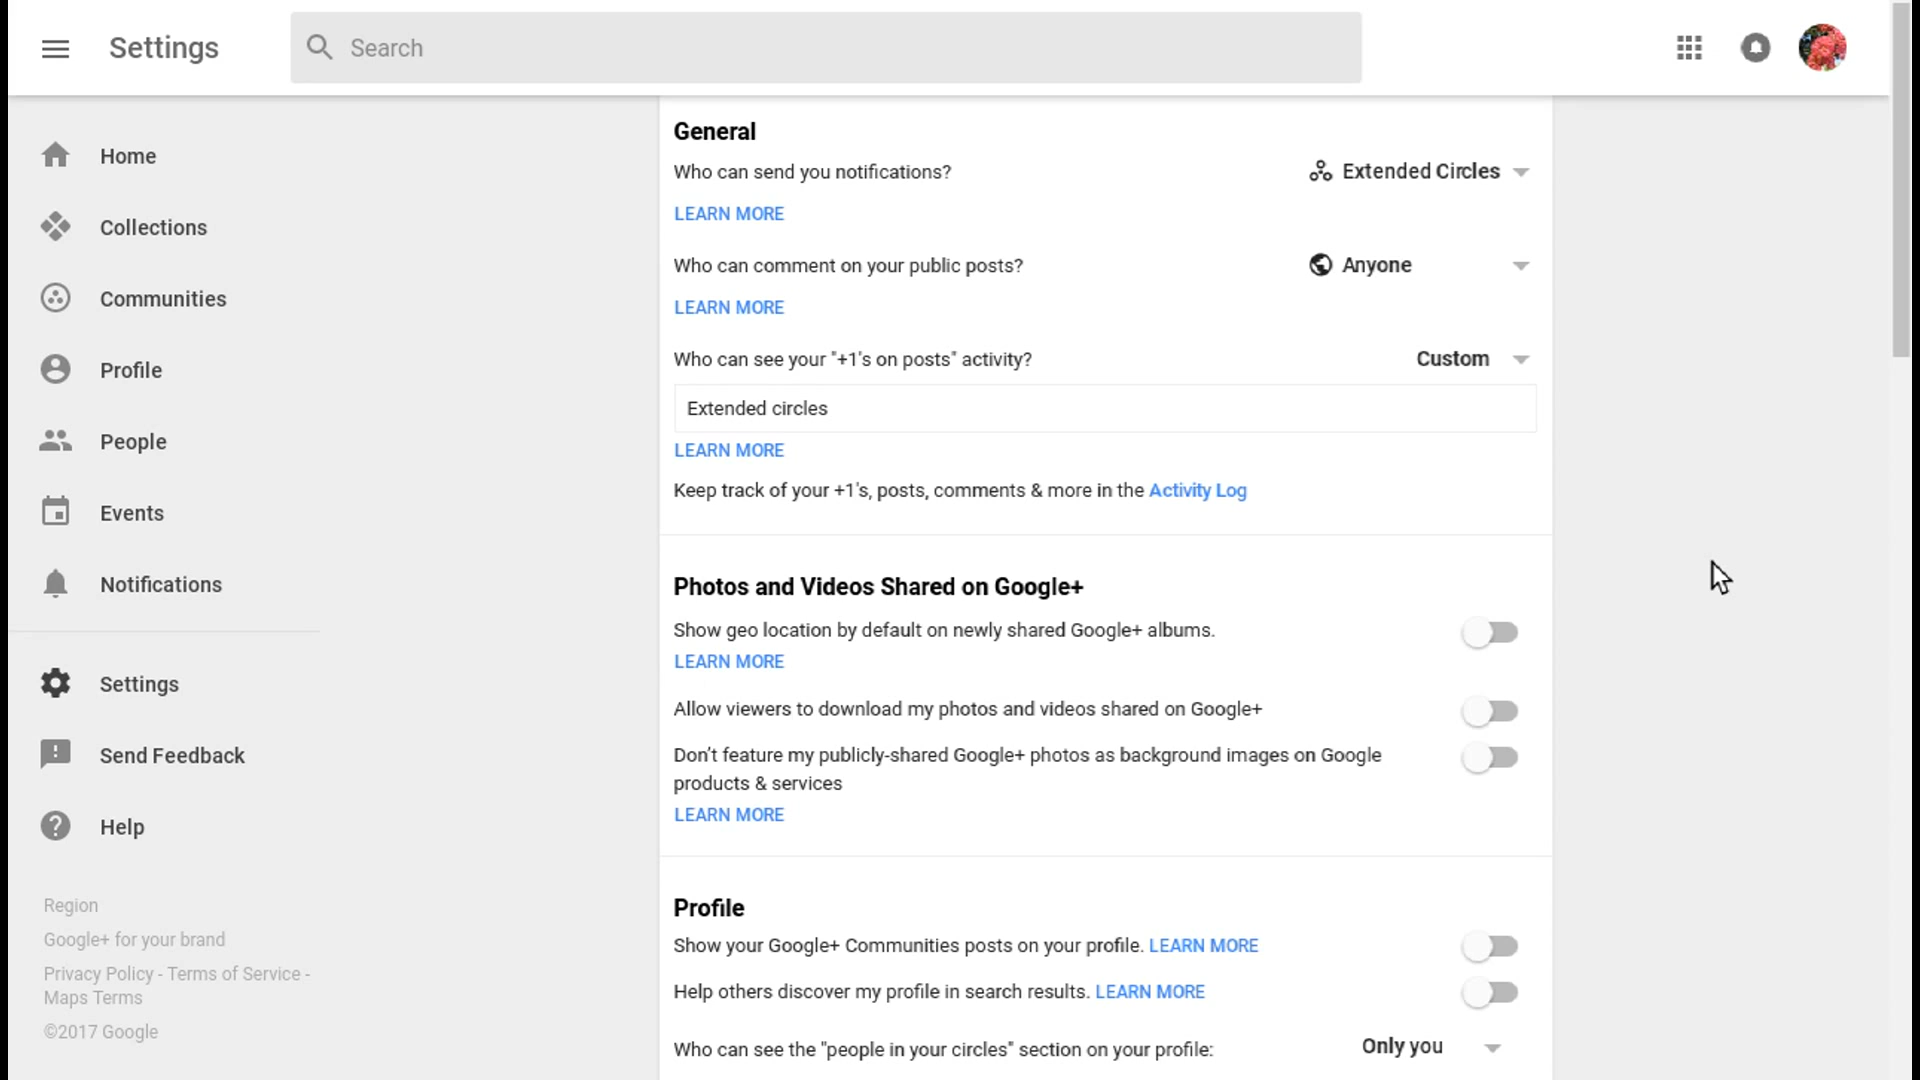 Settings
Search
Home
Collections
Communities
Profile
People
Events
Notifications
Settings
Send Feedback
Help
Region
Google+ for your brand
Privacy Policy - Terms of Service -
Maps Terms
©2017 Google
General
Who can send you notifications?
Extended Circles
LEARN MORE
Who can comment on your public posts?
Anyone
LEARN MORE
Who can see your "+1's on posts" activity?
Custom
Extended circles
LEARN MORE
Keep track of your +1's, posts, comments & more in the Activity Log
Photos and Videos Shared on Google+
Show geo location by default on newly shared Google+ albums.
LEARN MORE
Allow viewers to download my photos and videos shared on Google+
Don’t feature my publicly-shared Google+ photos as background images on Google
products & services
LEARN MORE
Profile
Show your Google+ Communities posts on your profile. LEARN MORE
Help others discover my profile in search results. LEARN MORE
Who can see the "people in your circles" section on your profile:
Only you